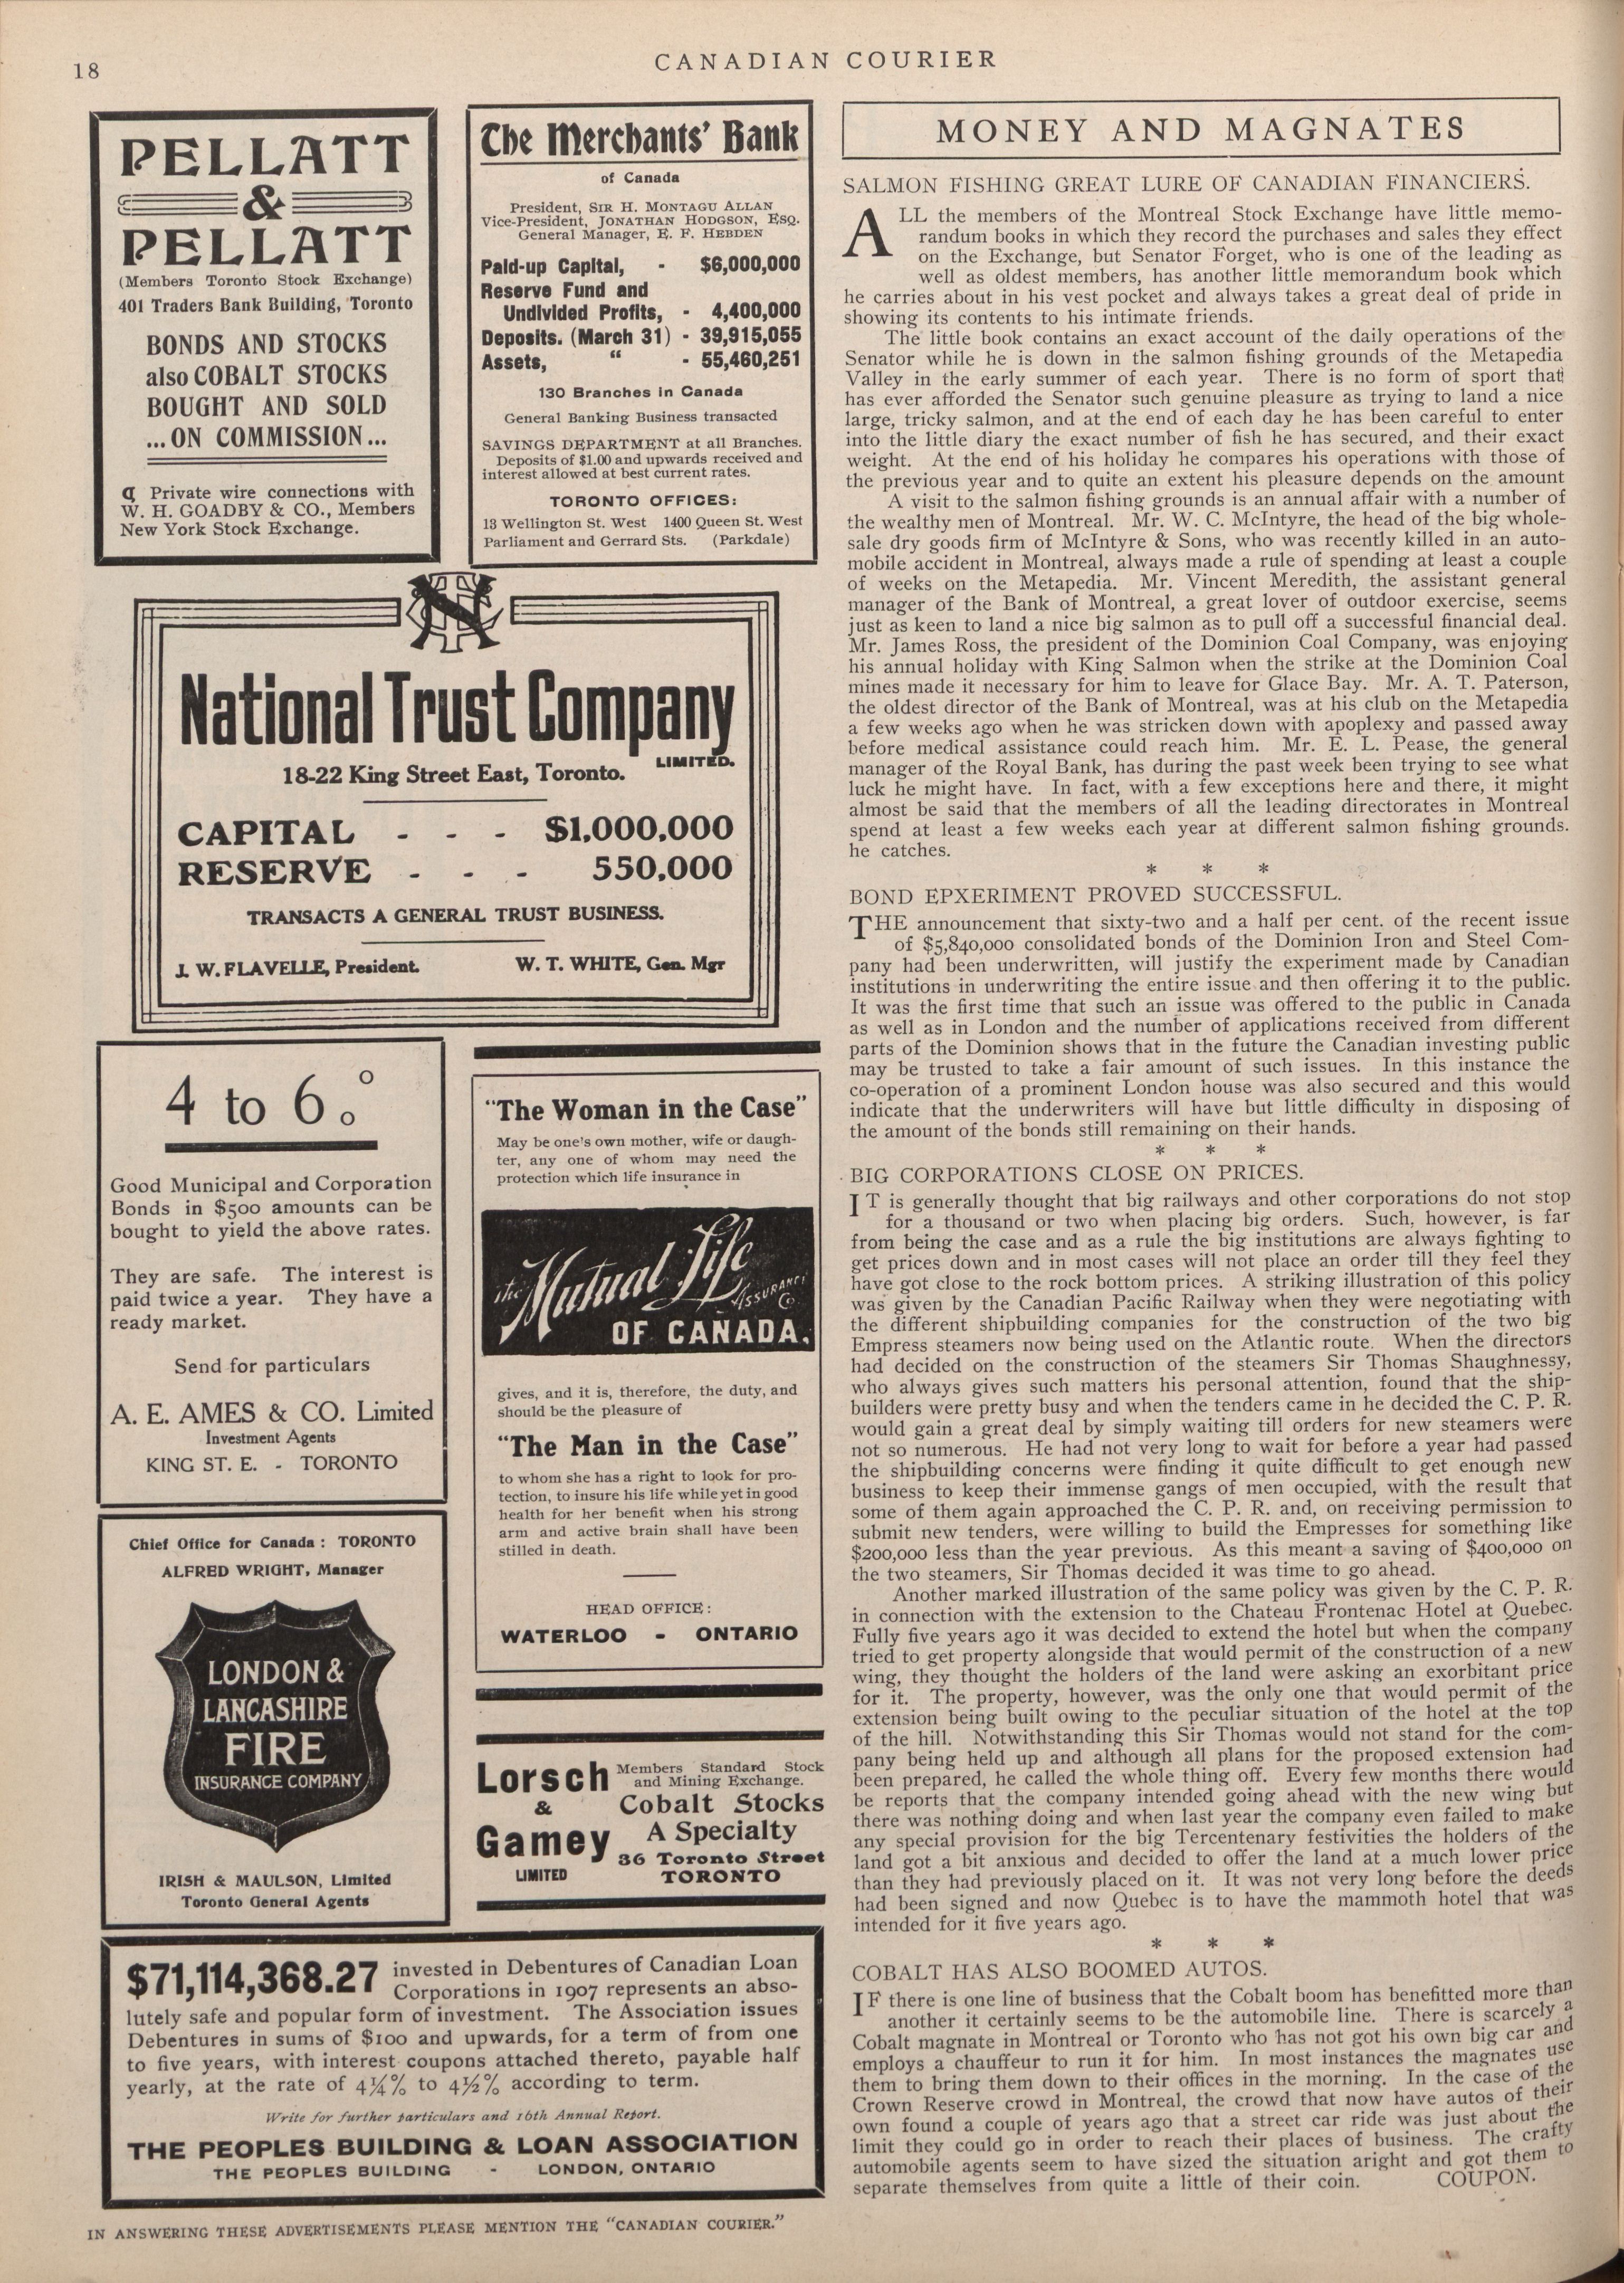 18
CANADIAN COURIER
PELLATT
&
PELLATT
(Members Toronto Stock Exchange)
401 Traders Bank Building, Toronto
BONDS AND STOCKS
also COBALT STOCKS
BOUGHT AND SOLD
...ON COMMISSION...
¶ Private wire connections with
W. H. GOADBY & CO., Members
New York Stock Exchange.
The Merchants' Bank
of Canada
President, SIR H. MONTAGU ALLAN
Vice-President, JONATHAN HODGSON, ESQ.
General Manager, E. F. HEBDEN
Paid-up Capital, - $6,000,000
Reserve Fund and
Undivided Profits, - 4,400,000
Deposits. (March 31) - 39,915,055
Assets, " - 55,460,251
130 Branches in Canada
General Banking Business transacted
SAVINGS DEPARTMENT at all Branches.
Deposits of $1.00 and upwards received and
interest allowed at best current rates.
TORONTO OFFICES:
13 Wellington St. West 1400 Queen St. West
Parliament and Gerrard Sts. (Parkdale)
National Trust Company
LIMITED.
18-22 King Street East, Toronto.
CAPITAL - - - $1,000,000
RESERVE - - - 550,000
TRANSACTS A GENERAL TRUST BUSINESS.
J. W. FLAVELLE, President. W. T. WHITE, Gen. Mgr
4 to 6%
Good Municipal and Corporation
Bonds in $500 amounts can be
bought to yield the above rates.
They are safe. The interest is
paid twice a year. They have a
ready market.
Send for particulars
A. E. AMES & CO. Limited
Investment Agents
KING ST. E. - TORONTO
"The Woman in the Case"
May be one's own mother, wife or daugh-
ter, any one of whom may need the
protection which life insurance in
the Mutual Life
ASSURANCE
Co.
OF CANADA.
gives, and it is, therefore, the duty, and
should be the pleasure of
"The Man in the Case"
to whom she has a right to look for pro-
tection, to insure his life while yet in good
health for her benefit when his strong
arm and active brain shall have been
stilled in death.
HEAD OFFICE:
WATERLOO - ONTARIO
Chief Office for Canada: TORONTO
ALFRED WRIGHT, Manager
LONDON &
LANCASHIRE
FIRE
INSURANCE COMPANY
IRISH & MAULSON, Limited
Toronto General Agents
Lorsch
&
Gamey
LIMITED
Members Standard Stock
and Mining Exchange.
Cobalt Stocks
A Specialty
36 Toronto Street
TORONTO
$71,114,368.27 invested in Debentures of Canadian Loan
Corporations in 1907 represents an abso-
lutely safe and popular form of investment. The Association issues
Debentures in sums of $100 and upwards, for a term of from one
to five years, with interest coupons attached thereto, payable half
yearly, at the rate of 4¼% to 4½% according to term.
Write for further particulars and 16th Annual Report.
THE PEOPLES BUILDING & LOAN ASSOCIATION
THE PEOPLES BUILDING - LONDON, ONTARIO
IN ANSWERING THESE ADVERTISEMENTS PLEASE MENTION THE "CANADIAN COURIER."
MONEY AND MAGNATES
SALMON FISHING GREAT LURE OF CANADIAN FINANCIERS.
ALL the members of the Montreal Stock Exchange have little memo-
randum books in which they record the purchases and sales they effect
on the Exchange, but Senator Forget, who is one of the leading as
well as oldest members, has another little memorandum book which
he carries about in his vest pocket and always takes a great deal of pride in
showing its contents to his intimate friends.
The little book contains an exact account of the daily operations of the
Senator while he is down in the salmon fishing grounds of the Metapedia
Valley in the early summer of each year. There is no form of sport that
has ever afforded the Senator such genuine pleasure as trying to land a nice
large, tricky salmon, and at the end of each day he has been careful to enter
into the little diary the exact number of fish he has secured, and their exact
weight. At the end of his holiday he compares his operations with those of
the previous year and to quite an extent his pleasure depends on the amount
A visit to the salmon fishing grounds is an annual affair with a number of
the wealthy men of Montreal. Mr. W. C. McIntyre, the head of the big whole-
sale dry goods firm of McIntyre & Sons, who was recently killed in an auto-
mobile accident in Montreal, always made a rule of spending at least a couple
of weeks on the Metapedia. Mr. Vincent Meredith, the assistant general
manager of the Bank of Montreal, a great lover of outdoor exercise, seems
just as keen to land a nice big salmon as to pull off a successful financial deal.
Mr. James Ross, the president of the Dominion Coal Company, was enjoying
his annual holiday with King Salmon when the strike at the Dominion Coal
mines made it necessary for him to leave for Glace Bay. Mr. A. T. Paterson,
the oldest director of the Bank of Montreal, was at his club on the Metapedia
a few weeks ago when he was stricken down with apoplexy and passed away
before medical assistance could reach him. Mr. E. L. Pease, the general
manager of the Royal Bank, has during the past week been trying to see what
luck he might have. In fact, with a few exceptions here and there, it might
almost be said that the members of all the leading directorates in Montreal
spend at least a few weeks each year at different salmon fishing grounds.
he catches.
* * *
BOND EPXERIMENT PROVED SUCCESSFUL.
THE announcement that sixty-two and a half per cent. of the recent issue
of $5,840,000 consolidated bonds of the Dominion Iron and Steel Com-
pany had been underwritten, will justify the experiment made by Canadian
institutions in underwriting the entire issue and then offering it to the public.
It was the first time that such an issue was offered to the public in Canada
as well as in London and the number of applications received from different
parts of the Dominion shows that in the future the Canadian investing public
may be trusted to take a fair amount of such issues. In this instance the
co-operation of a prominent London house was also secured and this would
indicate that the underwriters will have but little difficulty in disposing of
the amount of the bonds still remaining on their hands.
* * *
BIG CORPORATIONS CLOSE ON PRICES.
IT is generally thought that big railways and other corporations do not stop
for a thousand or two when placing big orders. Such, however, is far
from being the case and as a rule the big institutions are always fighting to
get prices down and in most cases will not place an order till they feel they
have got close to the rock bottom prices. A striking illustration of this policy
was given by the Canadian Pacific Railway when they were negotiating with
the different shipbuilding companies for the construction of the two big
Empress steamers now being used on the Atlantic route. When the directors
had decided on the construction of the steamers Sir Thomas Shaughnessy,
who always gives such matters his personal attention, found that the ship-
builders were pretty busy and when the tenders came in he decided the C. P. R.
would gain a great deal by simply waiting till orders for new steamers were
not so numerous. He had not very long to wait for before a year had passed
the shipbuilding concerns were finding it quite difficult to get enough new
business to keep their immense gangs of men occupied, with the result that
some of them again approached the C. P. R. and, on receiving permission to
submit new tenders, were willing to build the Empresses for something like
$200,000 less than the year previous. As this meant a saving of $400,000 on
the two steamers, Sir Thomas decided it was time to go ahead.
Another marked illustration of the same policy was given by the C. P. R.
in connection with the extension to the Chateau Frontenac Hotel at Quebec.
Fully five years ago it was decided to extend the hotel but when the company
tried to get property alongside that would permit of the construction of a new
wing, they thought the holders of the land were asking an exorbitant price
for it. The property, however, was the only one that would permit of the
extension being built owing to the peculiar situation of the hotel at the top
of the hill. Notwithstanding this Sir Thomas would not stand for the com-
pany being held up and although all plans for the proposed extension had
been prepared, he called the whole thing off. Every few months there would
be reports that the company intended going ahead with the new wing but
there was nothing doing and when last year the company even failed to make
any special provision for the big Tercentenary festivities the holders of the
land got a bit anxious and decided to offer the land at a much lower price
than they had previously placed on it. It was not very long before the deeds
had been signed and now Quebec is to have the mammoth hotel that was
intended for it five years ago.
* * *
COBALT HAS ALSO BOOMED AUTOS.
IF there is one line of business that the Cobalt boom has benefitted more than
another it certainly seems to be the automobile line. There is scarcely a
Cobalt magnate in Montreal or Toronto who has not got his own big car and
employs a chauffeur to run it for him. In most instances the magnates use
them to bring them down to their offices in the morning. In the case of the
Crown Reserve crowd in Montreal, the crowd that now have autos of their
own found a couple of years ago that a street car ride was just about the
limit they could go in order to reach their places of business. The crafty
automobile agents seem to have sized the situation aright and got them to
separate themselves from quite a little of their coin. COUPON.